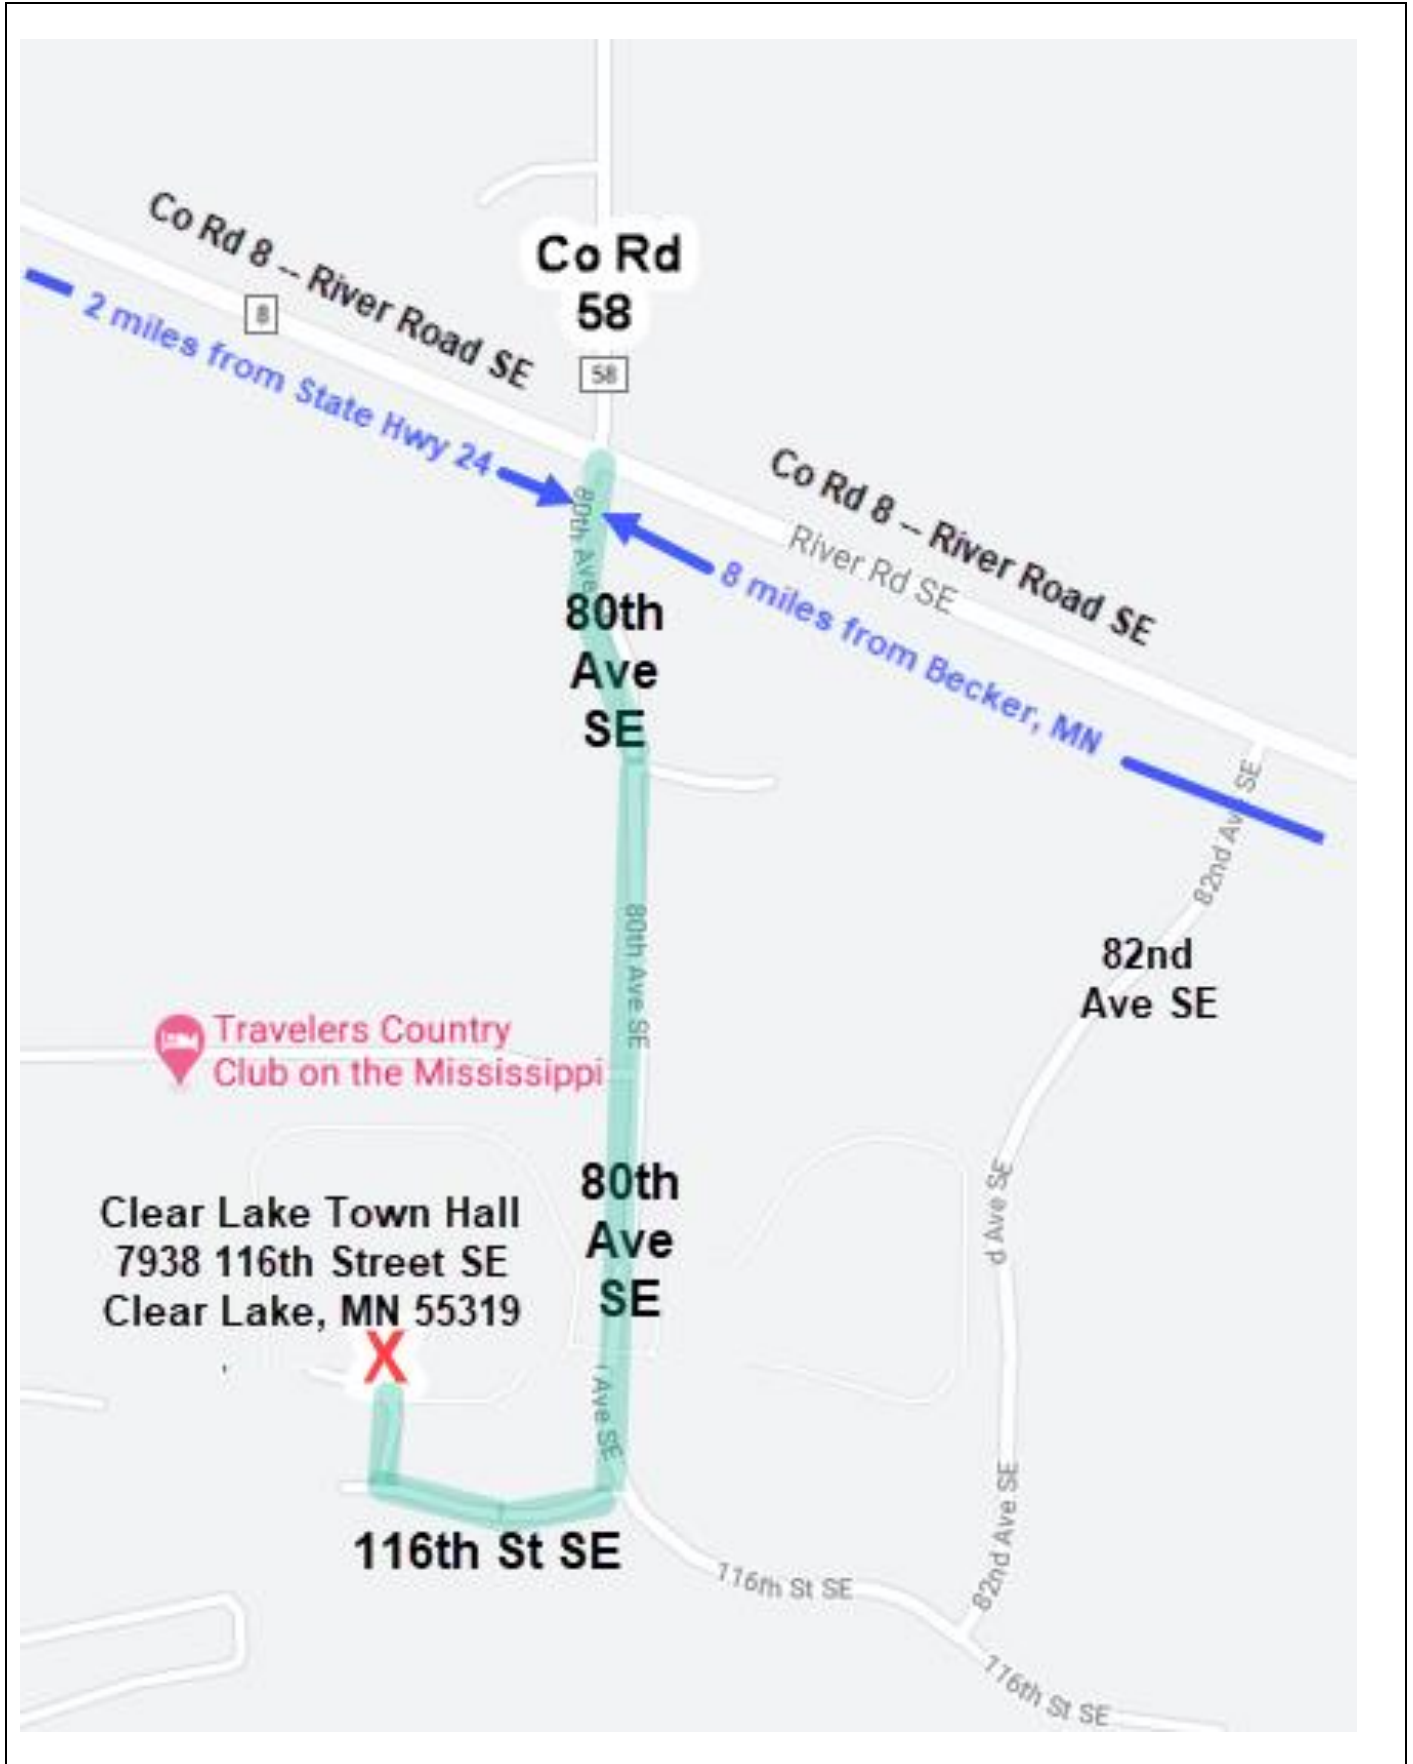 Co Rd 8 -- River Road SE
Co Rd
58
8
58
2 miles from State Hwy 24
Co Rd 8 -- River Road SE
River Rd SE
8 miles from Becker, MN
80th Ave
80th
Ave
SE
82nd Ave SE
82nd
Ave SE
80th Ave SE
Travelers Country
Club on the Mississippi
80th
Ave
SE
d Ave SE
Clear Lake Town Hall
7938 116th Street SE
Clear Lake, MN 55319
X
Ave SE
116th St SE
82nd Ave SE
116th St SE
116th St SE